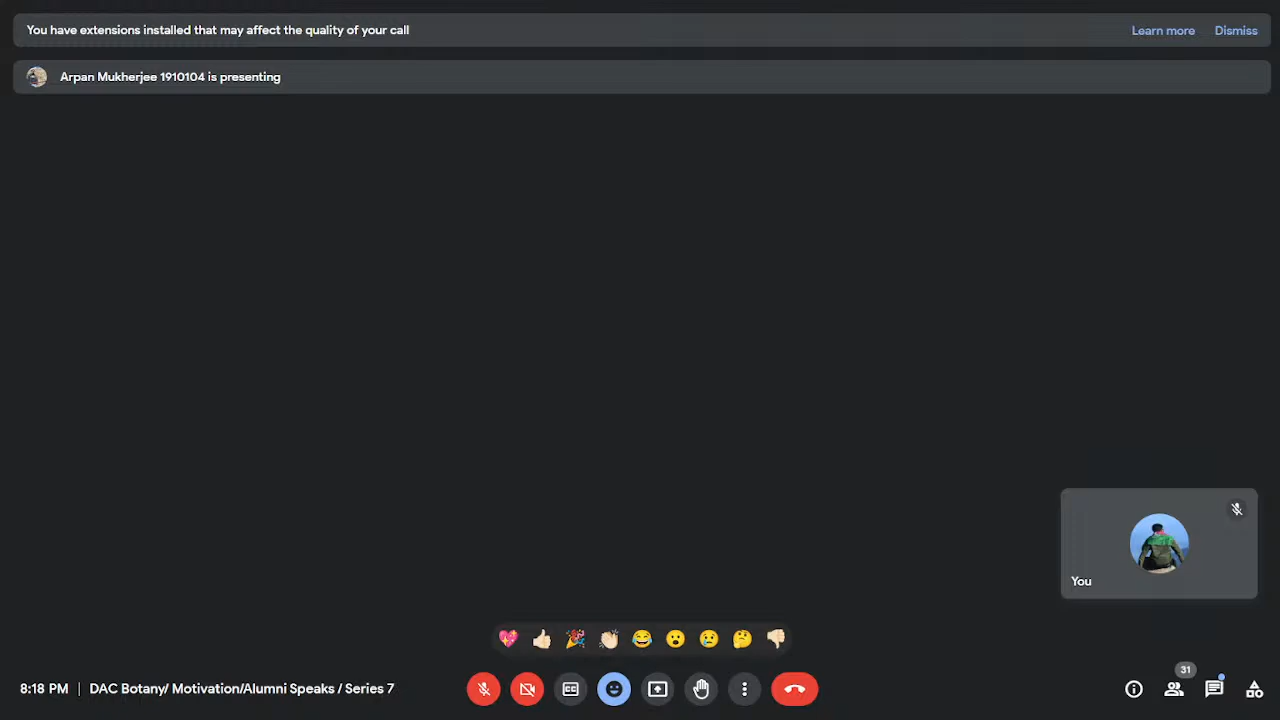 You have extensions installed that may affect the quality of your call
Learn more
Dismiss
Arpan Mukherjee 1910104 is presenting
You
8:18 PM | DAC Botany/ Motivation/Alumni Speaks / Series 7
31